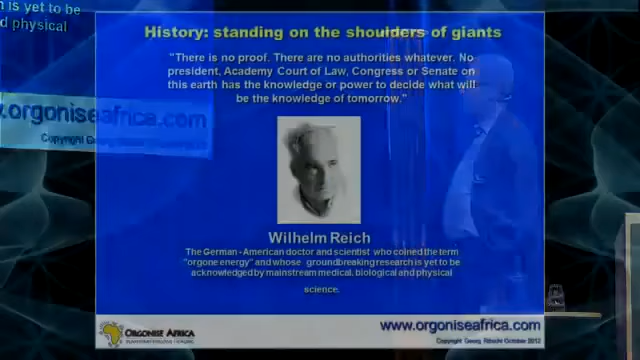 n is yet to be
d physical
.orgoniseafrica.com
History: standing on the shoulders of giants
"There is no proof. There are no authorities whatever. No
president, Academy Court of Law, Congress or Senate on
this earth has the knowledge or power to decide what will
be the knowledge of tomorrow."
Wilhelm Reich
The German - American doctor and scientist who coined the term
"orgone energy" and whose groundbreaking research is yet to be
acknowledged by mainstream medical, biological and physical
science.
ORGONISE AFRICA
www.orgoniseafrica.com
Copyright Georg Ritschl October 2012